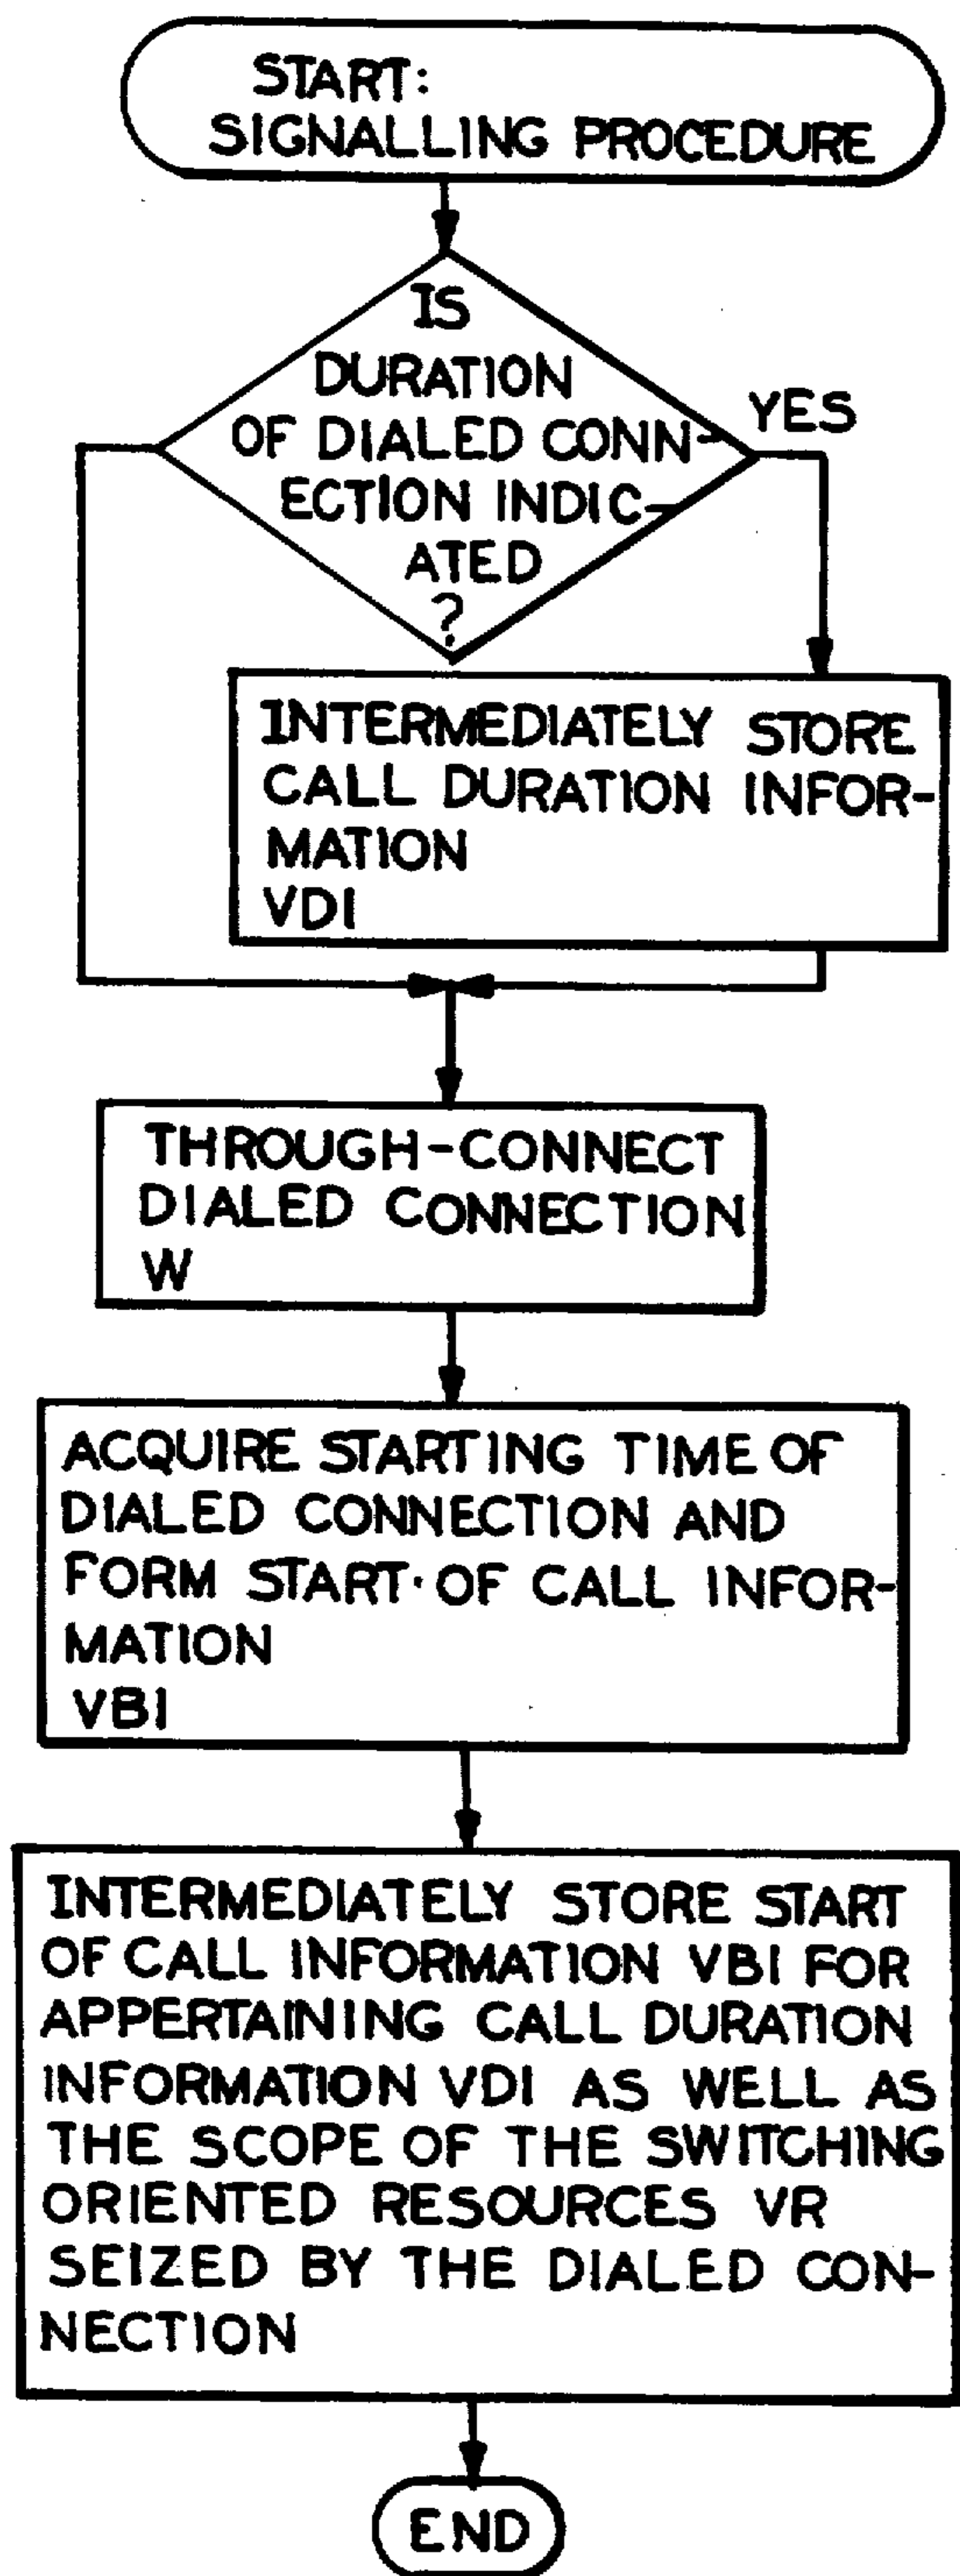 START:
SIGNALLING PROCEDURE
IS
DURATION
OF DIALED CONN-
ECTION INDIC-
ATED
?
YES
INTERMEDIATELY STORE
CALL DURATION INFOR-
MATION
VDI
THROUGH-CONNECT
DIALED CONNECTION
W
ACQUIRE STARTING TIME OF
DIALED CONNECTION AND
FORM START· OF CALL INFOR-
MATION
VBI
INTERMEDIATELY STORE START
OF CALL INFORMATION VBI FOR
APPERTAINING CALL DURATION
INFORMATION VDI AS WELL AS
THE SCOPE OF THE SWITCHING
ORIENTED RESOURCES VR
SEIZED BY THE DIALED CON-
NECTION
END